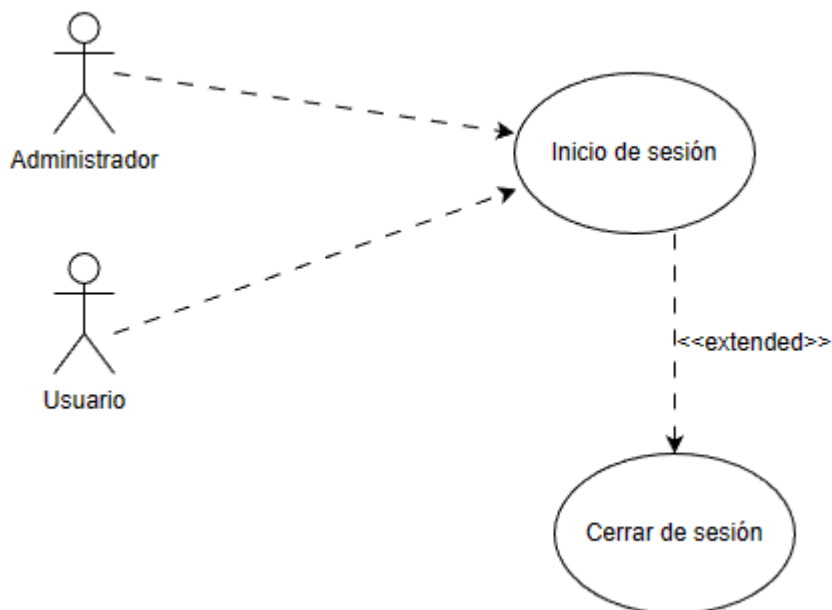 Administrador
Inicio de sesión
Usuario
<<extended>>
Cerrar de sesión